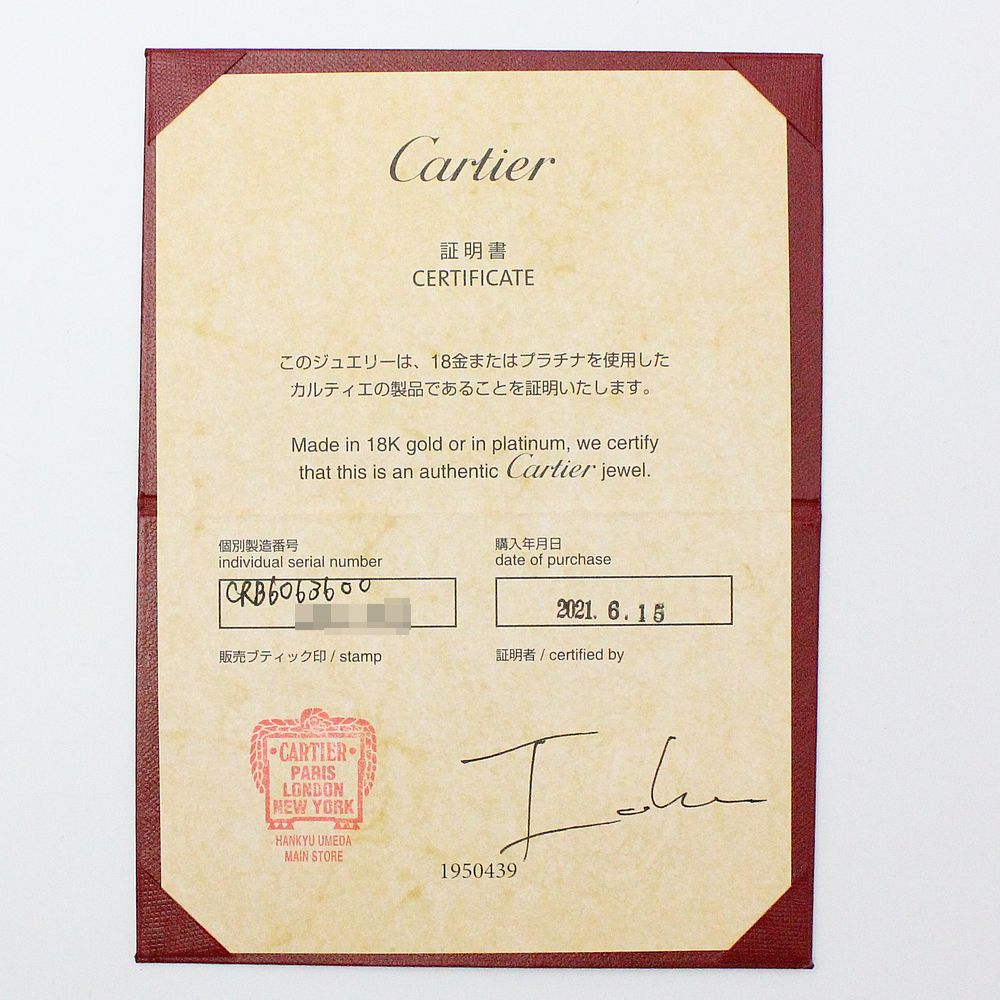 Cartier
証明書
CERTIFICATE
このジュエリーは、18金またはプラチナを使用した
カルティエの製品であることを証明いたします。
Made in 18K gold or in platinum, we certify
that this is an authentic Cartier jewel.
個別製造番号
individual serial number
CRB6063600
購入年月日
date of purchase
2021. 6. 15
販売ブティック印 / stamp
証明者 / certified by
CARTIER
PARIS
LONDON
NEW YORK
HANKYU UMEDA
MAIN STORE
1950439